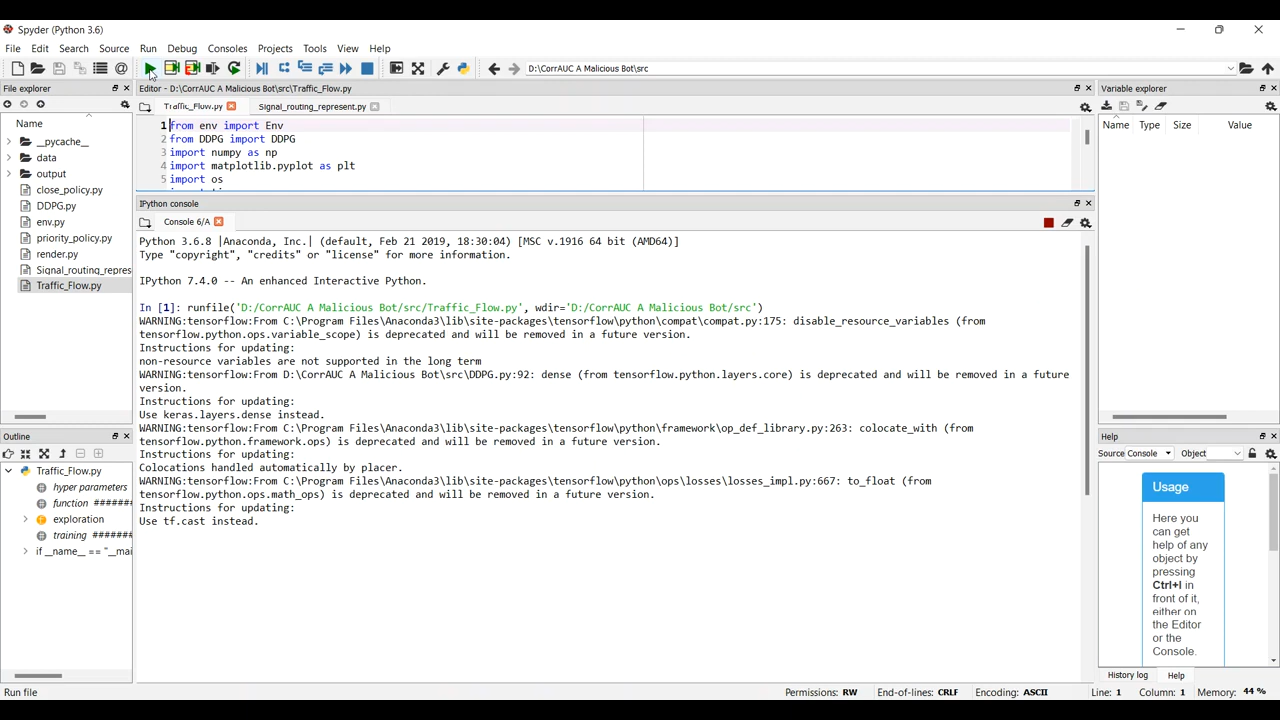 Spyder (Python 3.6)
File Edit Search Source Run Debug Consoles Projects Tools View Help
D:\CorrAUC A Malicious Bot\src
File explorer
Name
__pycache__
data
output
close_policy.py
DDPG.py
env.py
priority_policy.py
render.py
Signal_routing_repres
Traffic_Flow.py
Editor - D:\CorrAUC A Malicious Bot\src\Traffic_Flow.py
Traffic_Flow.py Signal_routing_represent.py
1 from env import Env
2 from DDPG import DDPG
3 import numpy as np
4 import matplotlib.pyplot as plt
5 import os
IPython console
Console 6/A
Python 3.6.8 |Anaconda, Inc.| (default, Feb 21 2019, 18:30:04) [MSC v.1916 64 bit (AMD64)]
Type "copyright", "credits" or "license" for more information.
IPython 7.4.0 -- An enhanced Interactive Python.
In [1]: runfile('D:/CorrAUC A Malicious Bot/src/Traffic_Flow.py', wdir='D:/CorrAUC A Malicious Bot/src')
WARNING:tensorflow:From C:\Program Files\Anaconda3\lib\site-packages\tensorflow\python\compat\compat.py:175: disable_resource_variables (from
tensorflow.python.ops.variable_scope) is deprecated and will be removed in a future version.
Instructions for updating:
non-resource variables are not supported in the long term
WARNING:tensorflow:From D:\CorrAUC A Malicious Bot\src\DDPG.py:92: dense (from tensorflow.python.layers.core) is deprecated and will be removed in a future
version.
Instructions for updating:
Use keras.layers.dense instead.
WARNING:tensorflow:From C:\Program Files\Anaconda3\lib\site-packages\tensorflow\python\framework\op_def_library.py:263: colocate_with (from
tensorflow.python.framework.ops) is deprecated and will be removed in a future version.
Instructions for updating:
Colocations handled automatically by placer.
WARNING:tensorflow:From C:\Program Files\Anaconda3\lib\site-packages\tensorflow\python\ops\losses\losses_impl.py:667: to_float (from
tensorflow.python.ops.math_ops) is deprecated and will be removed in a future version.
Instructions for updating:
Use tf.cast instead.
Outline
Traffic_Flow.py
hyper parameters
function ######
exploration
training ######
if __name__ == "__mai
Variable explorer
Name Type Size Value
Help
Source Console Object
Usage
Here you
can get
help of any
object by
pressing
Ctrl+I in
front of it,
either on
the Editor
or the
Console.
History log Help
Run file
Permissions: RW End-of-lines: CRLF Encoding: ASCII Line: 1 Column: 1 Memory: 44 %